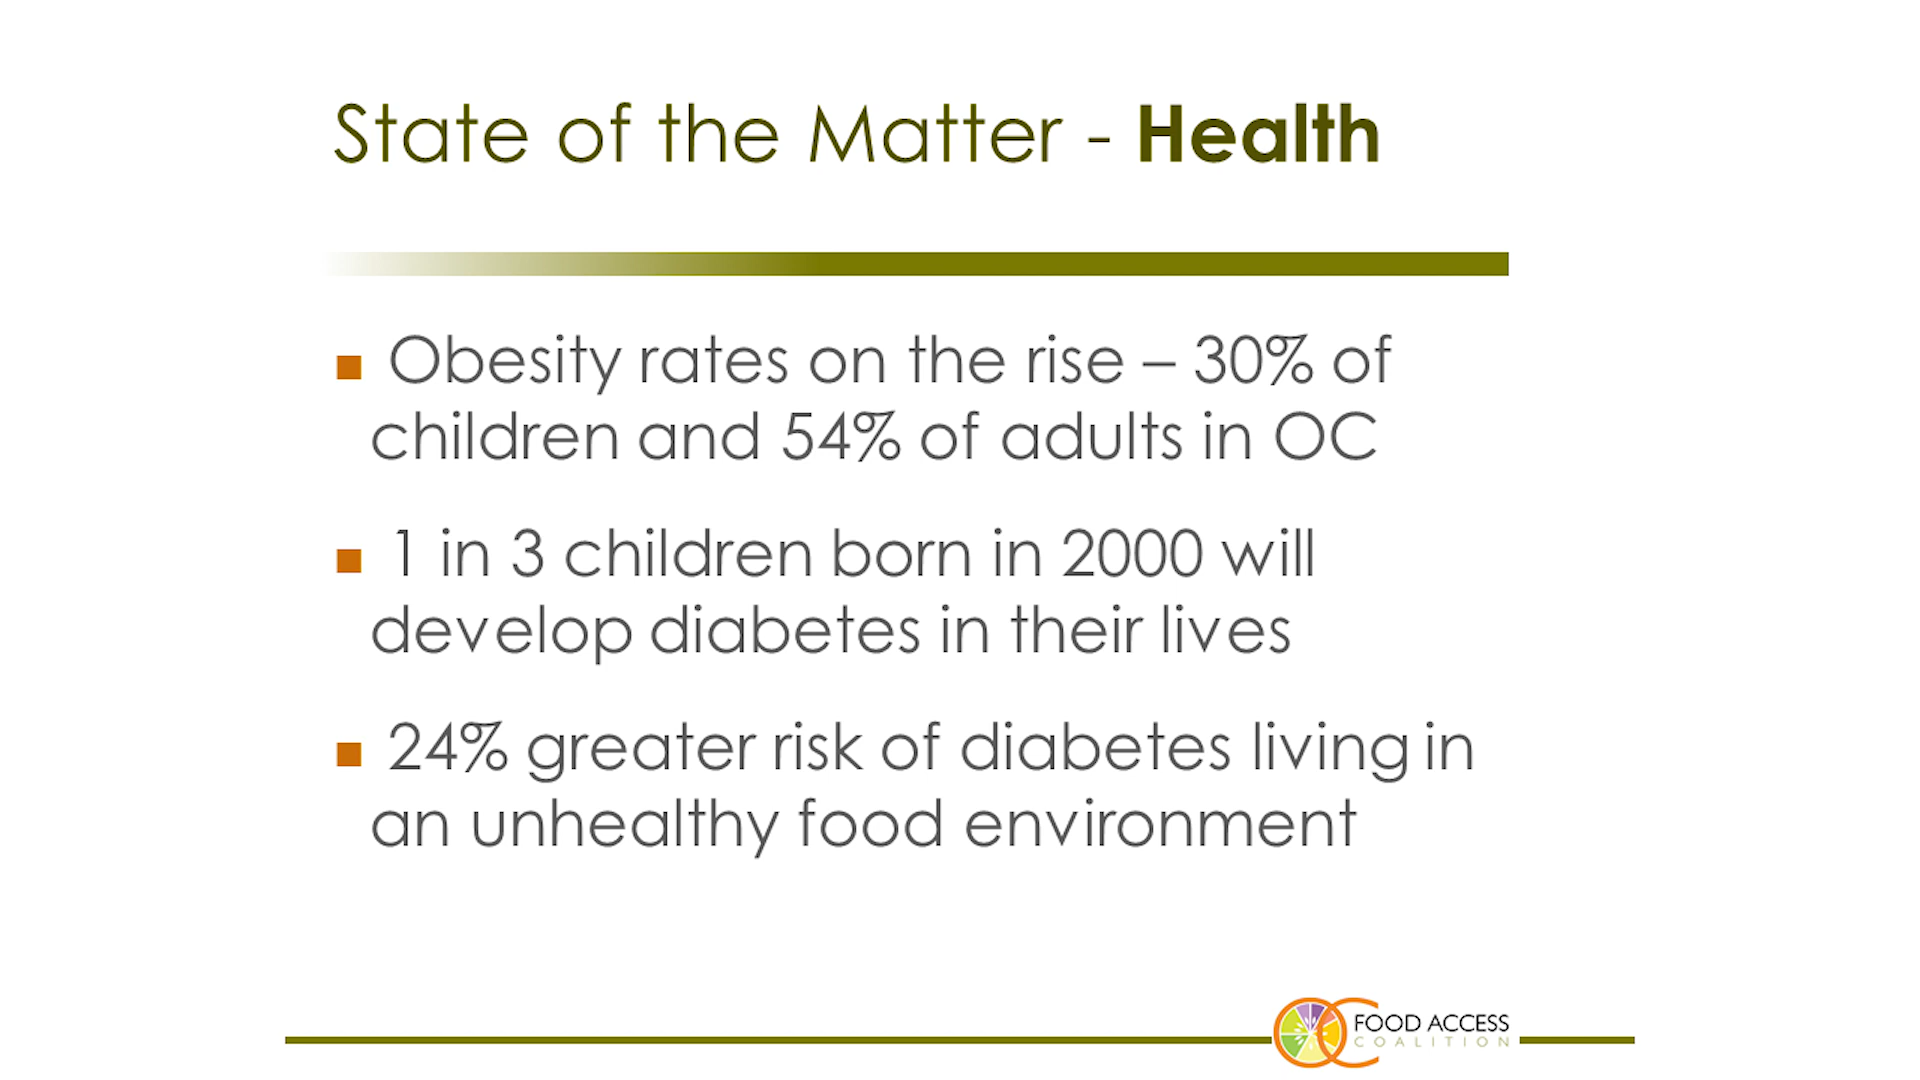 State of the Matter - Health
■ Obesity rates on the rise – 30% of
children and 54% of adults in OC
■ 1 in 3 children born in 2000 will
develop diabetes in their lives
■ 24% greater risk of diabetes living in
an unhealthy food environment
OC FOOD ACCESS
COALITION